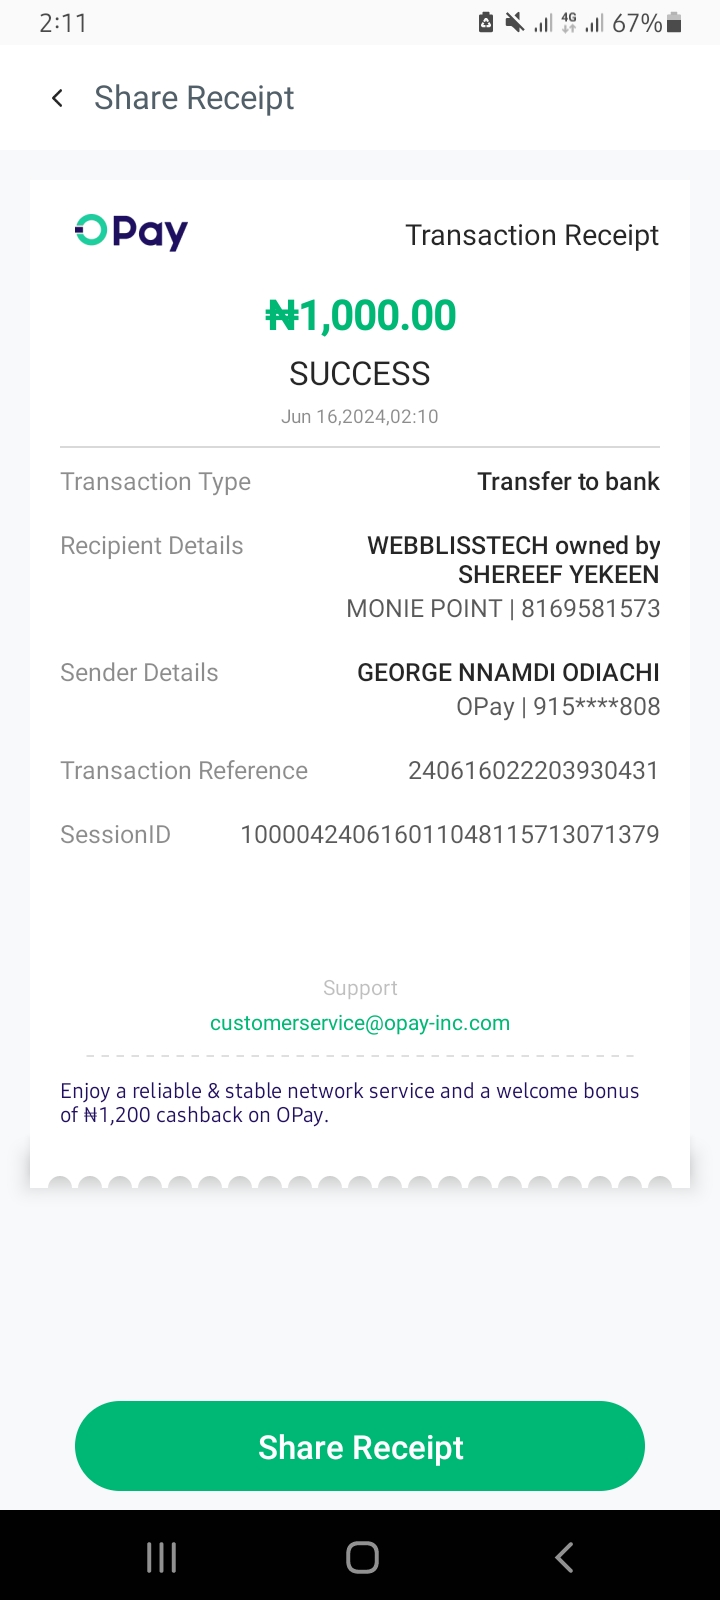 2:11
4G
67%
Share Receipt
OPay
Transaction Receipt
₦1,000.00
SUCCESS
Jun 16,2024,02:10
Transaction Type
Transfer to bank
Recipient Details
WEBBLISSTECH owned by
SHEREEF YEKEEN
MONIE POINT | 8169581573
Sender Details
GEORGE NNAMDI ODIACHI
OPay | 915****808
Transaction Reference
240616022203930431
SessionID
100004240616011048115713071379
Support
customerservice@opay-inc.com
Enjoy a reliable & stable network service and a welcome bonus
of ₦1,200 cashback on OPay.
Share Receipt